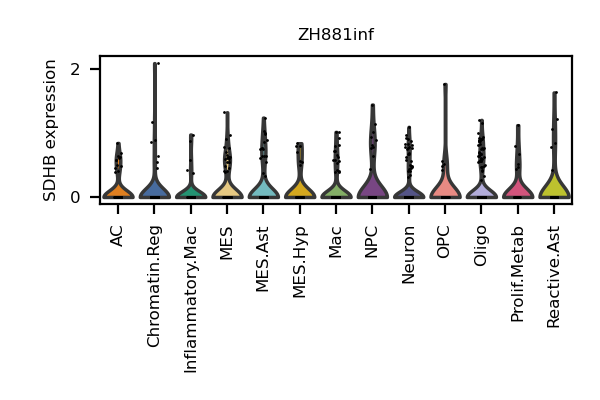 ZH881inf
SDHB expression
2
0
AC
Chromatin.Reg
Inflammatory.Mac
MES
MES.Ast
MES.Hyp
Mac
NPC
Neuron
OPC
Oligo
Prolif.Metab
Reactive.Ast